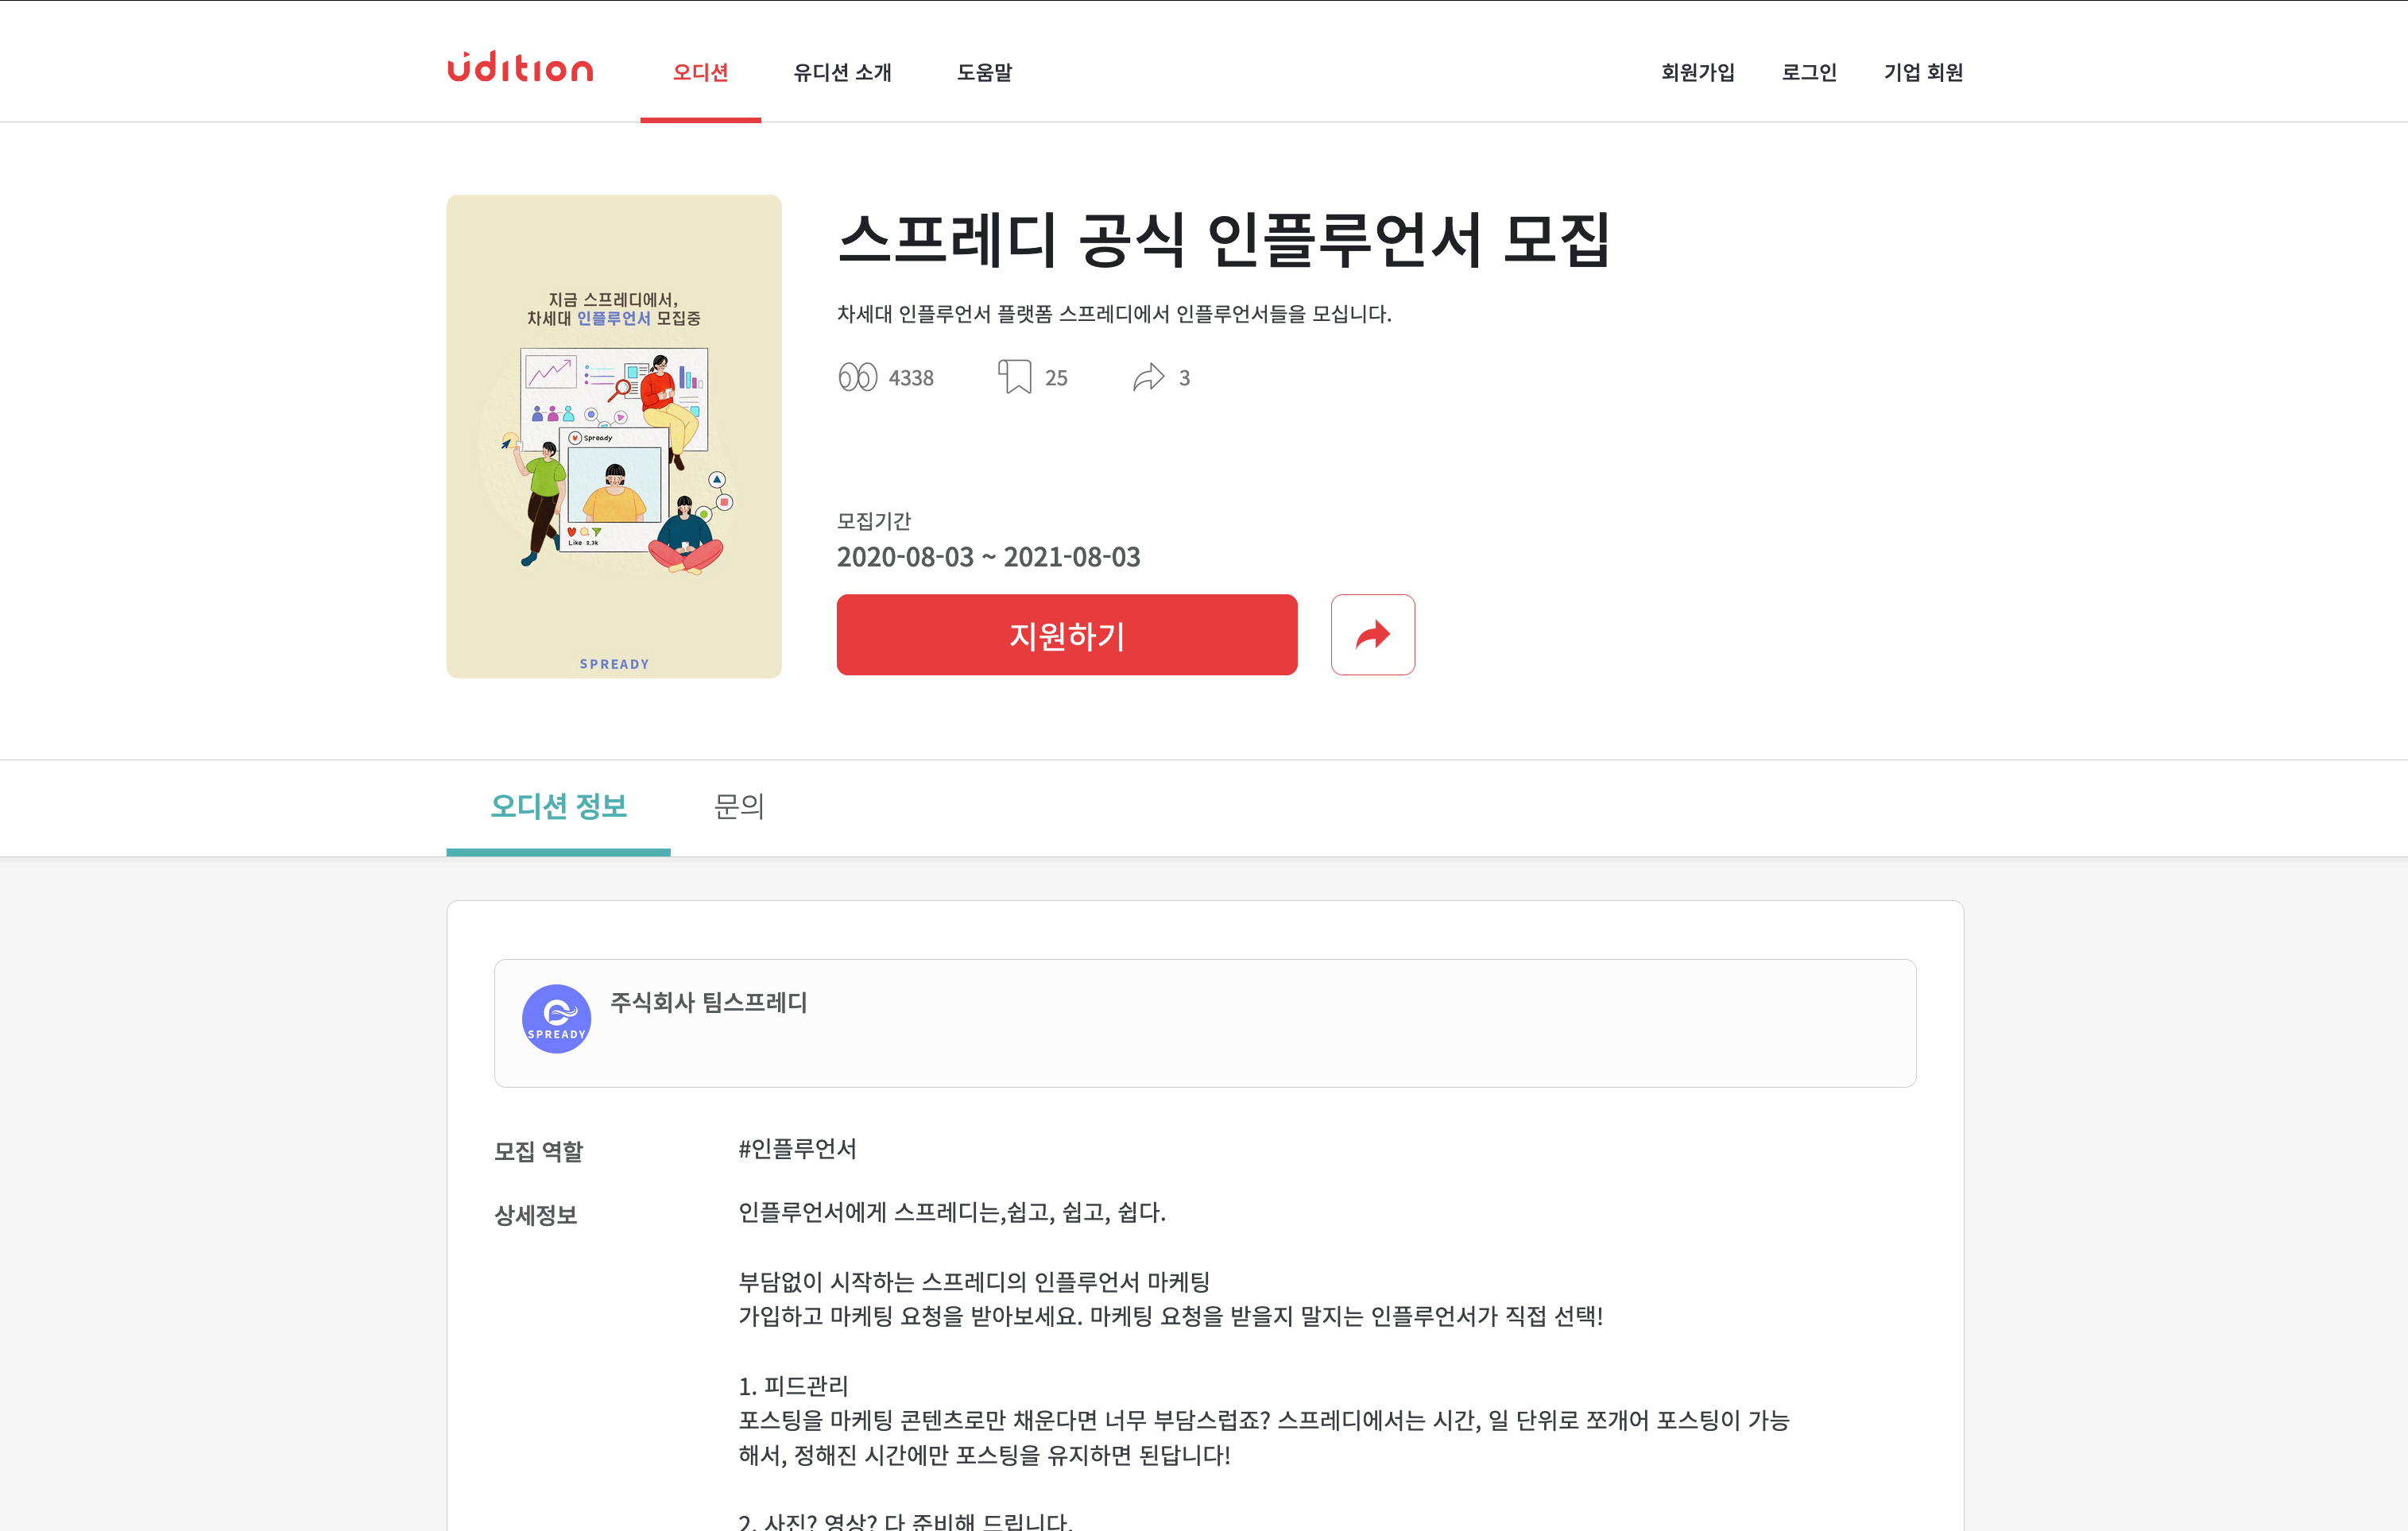 udition
오디션
유디션 소개
도움말
회원가입
로그인
기업 회원
지금 스프레디에서,
차세대 인플루언서 모집중
Spready
Like 2.3k
SPREADY
스프레디 공식 인플루언서 모집
차세대 인플루언서 플랫폼 스프레디에서 인플루언서들을 모십니다.
4338
25
3
모집기간
2020-08-03 ~ 2021-08-03
지원하기
오디션 정보
문의
SPREADY
주식회사 팀스프레디
모집 역할
#인플루언서
상세정보
인플루언서에게 스프레디는,쉽고, 쉽고, 쉽다.
부담없이 시작하는 스프레디의 인플루언서 마케팅
가입하고 마케팅 요청을 받아보세요. 마케팅 요청을 받을지 말지는 인플루언서가 직접 선택!
1. 피드관리
포스팅을 마케팅 콘텐츠로만 채운다면 너무 부담스럽죠? 스프레디에서는 시간, 일 단위로 쪼개어 포스팅이 가능
해서, 정해진 시간에만 포스팅을 유지하면 된답니다!
2. 사진? 영상? 다 준비해 드립니다.